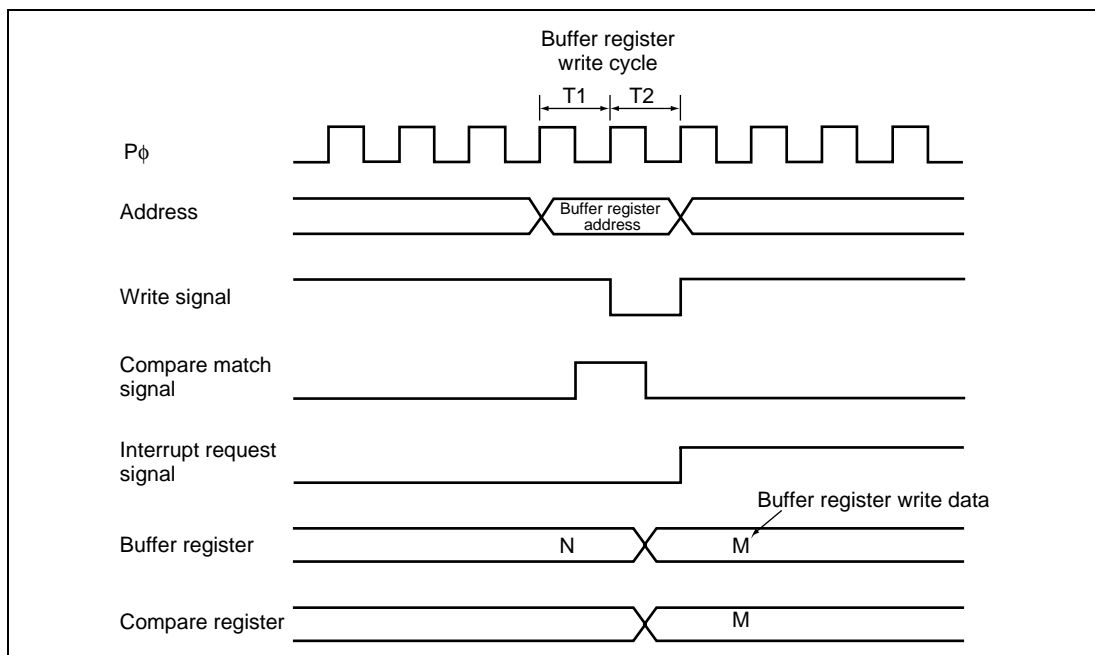 Buffer register
write cycle
T1 T2
Pϕ
Address
Buffer register
address
Write signal
Compare match
signal
Interrupt request
signal
Buffer register write data
Buffer register
N
M
Compare register
M